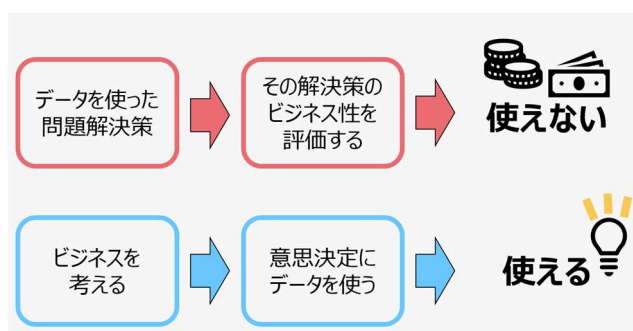 データを使った
問題解決策
その解決策の
ビジネス性を
評価する
使えない
ビジネスを
考える
意思決定に
データを使う
使える